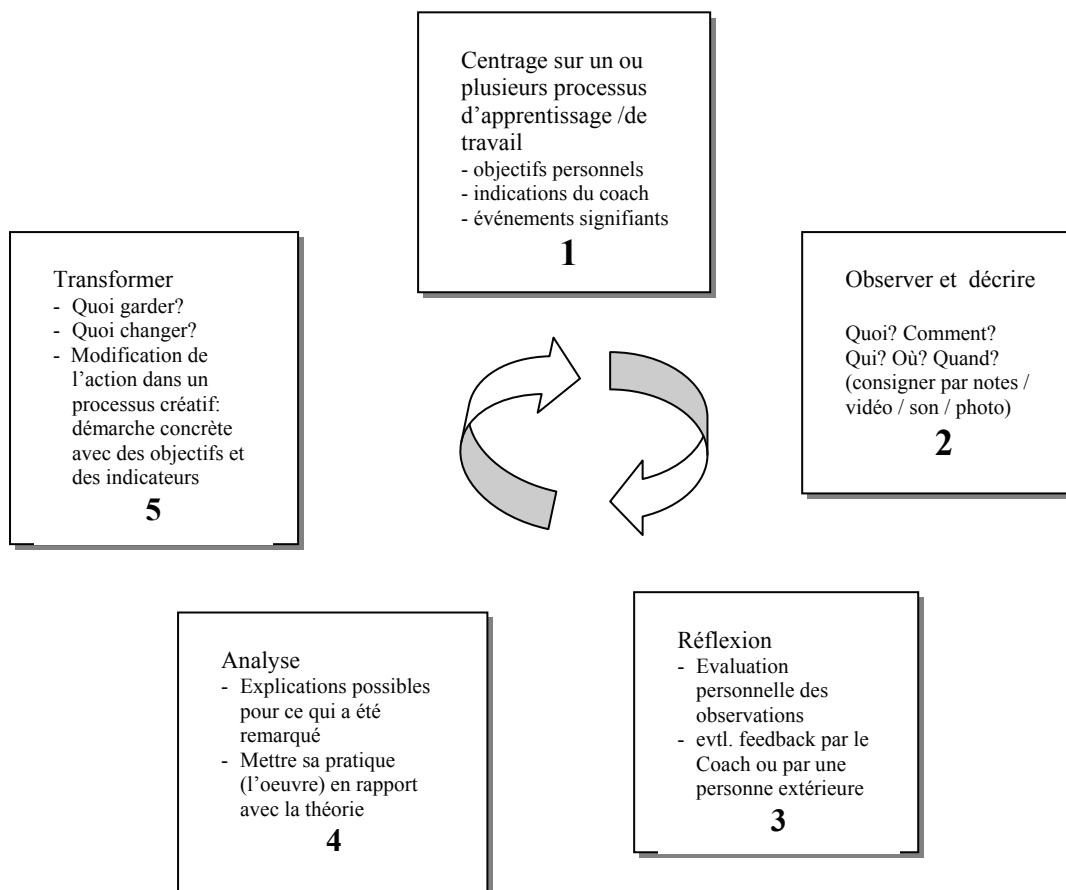 Centrage sur un ou
plusieurs processus
d’apprentissage /de
travail
- objectifs personnels
- indications du coach
- événements signifiants
1
Observer et décrire
Quoi? Comment?
Qui? Où? Quand?
(consigner par notes /
vidéo / son / photo)
2
Réflexion
- Evaluation
personnelle des
observations
- evtl. feedback par le
Coach ou par une
personne extérieure
3
Analyse
- Explications possibles
pour ce qui a été
remarqué
- Mettre sa pratique
(l’oeuvre) en rapport
avec la théorie
4
Transformer
- Quoi garder?
- Quoi changer?
- Modification de
l’action dans un
processus créatif:
démarche concrète
avec des objectifs et
des indicateurs
5